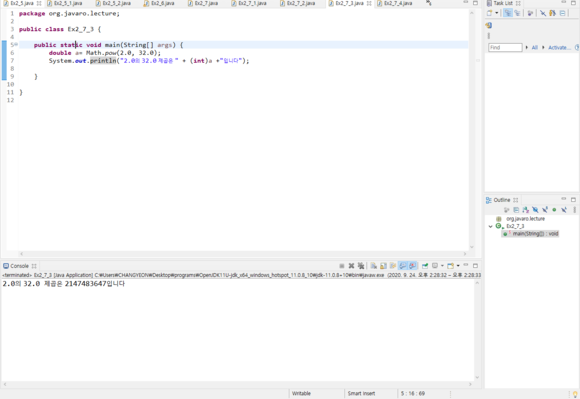 Ex2_5.java Ex2_5_1.java Ex2_5_2.java Ex2_6.java Ex2_7.java Ex2_7_1.java Ex2_7_2.java Ex2_7_3.java Ex2_7_4.java
1 package org.javaro.lecture;
2
3 public class Ex2_7_3 {
4
5 public static void main(String[] args) {
6 double a= Math.pow(2.0, 32.0);
7 System.out.println("2.0의 32.0 제곱은 " + (int)a +"입니다");
8
9 }
10
11 }
12
Task List
Find All Activate...
Outline
org.javaro.lecture
Ex2_7_3
main(String[]) : void
Console
<terminated> Ex2_7_3 [Java Application] C:₩Users₩CHANGYEON₩Desktop₩programs₩OpenJDK11U-jdk_x64_windows_hotspot_11.0.8_10₩jdk-11.0.8+10₩bin₩javaw.exe (2020. 9. 24. 오후 2:28:32 – 오후 2:28:33
2.0의 32.0 제곱은 2147483647입니다
Writable Smart Insert 5 : 16 : 69